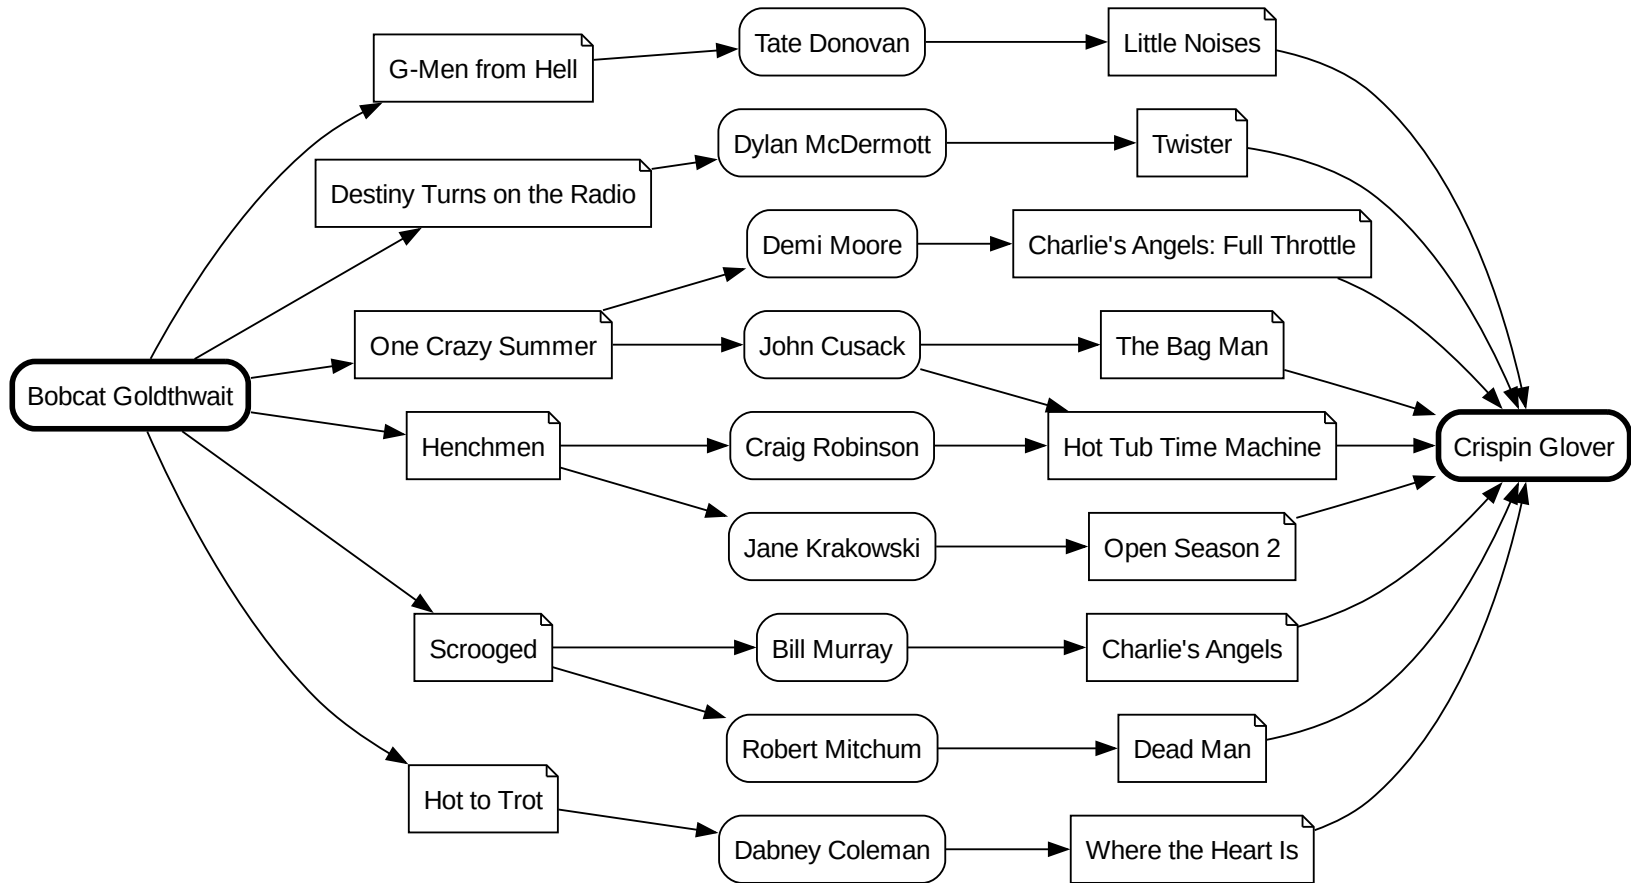 Bobcat Goldthwait
G-Men from Hell
Destiny Turns on the Radio
One Crazy Summer
Henchmen
Scrooged
Hot to Trot
Tate Donovan
Dylan McDermott
Demi Moore
John Cusack
Craig Robinson
Jane Krakowski
Bill Murray
Robert Mitchum
Dabney Coleman
Little Noises
Twister
Charlie's Angels: Full Throttle
The Bag Man
Hot Tub Time Machine
Open Season 2
Charlie's Angels
Dead Man
Where the Heart Is
Crispin Glover